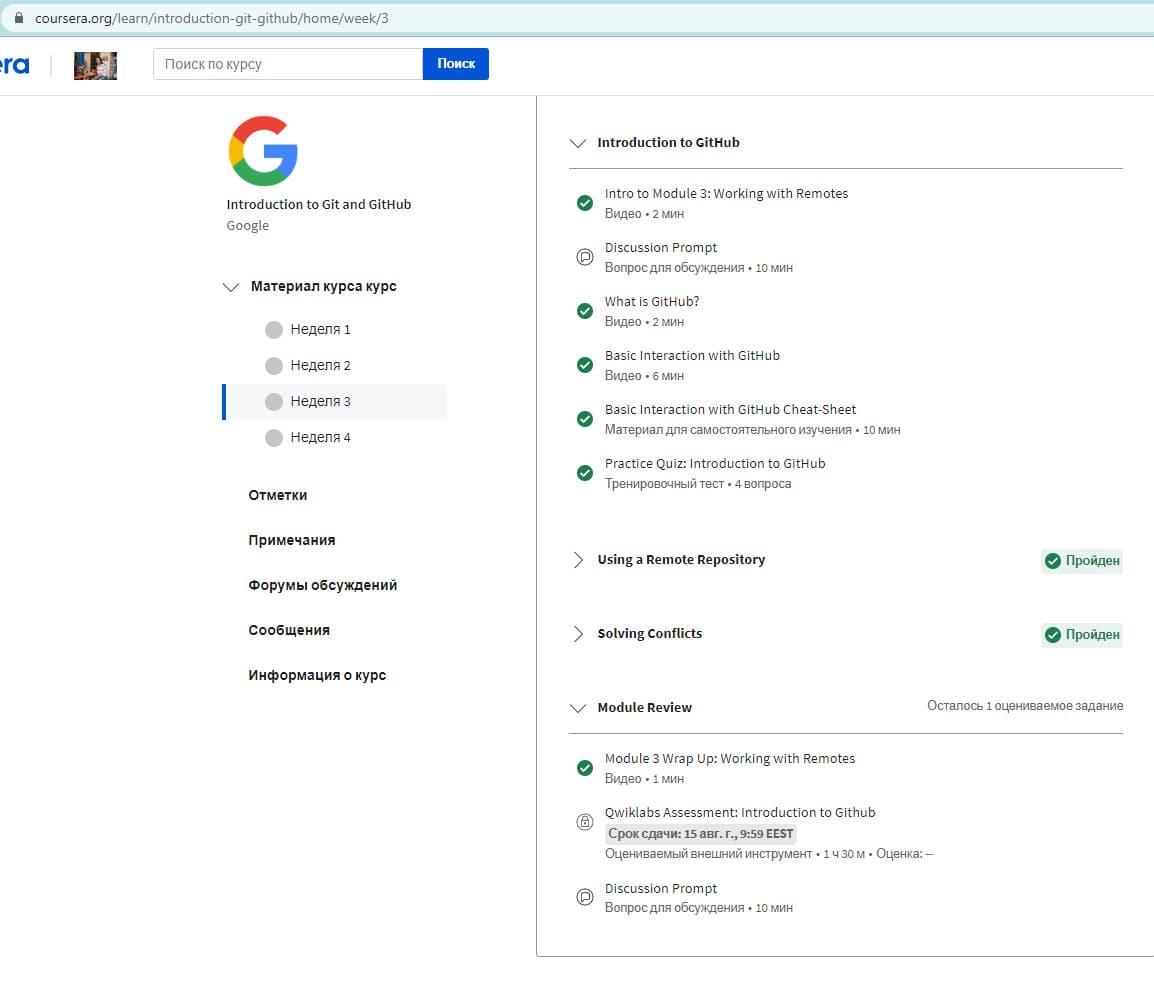 coursera.org/learn/introduction-git-github/home/week/3
era
Поиск по курсу
Поиск
Introduction to Git and GitHub
Google
Материал курса курс
Неделя 1
Неделя 2
Неделя 3
Неделя 4
Отметки
Примечания
Форумы обсуждений
Сообщения
Информация о курс
Introduction to GitHub
Intro to Module 3: Working with Remotes
Видео • 2 мин
Discussion Prompt
Вопрос для обсуждения • 10 мин
What is GitHub?
Видео • 2 мин
Basic Interaction with GitHub
Видео • 6 мин
Basic Interaction with GitHub Cheat-Sheet
Материал для самостоятельного изучения • 10 мин
Practice Quiz: Introduction to GitHub
Тренировочный тест • 4 вопроса
Using a Remote Repository
Пройден
Solving Conflicts
Пройден
Module Review
Осталось 1 оцениваемое задание
Module 3 Wrap Up: Working with Remotes
Видео • 1 мин
Qwiklabs Assessment: Introduction to Github
Срок сдачи: 15 авг. г., 9:59 EEST
Оцениваемый внешний инструмент • 1 ч 30 м • Оценка: --
Discussion Prompt
Вопрос для обсуждения • 10 мин